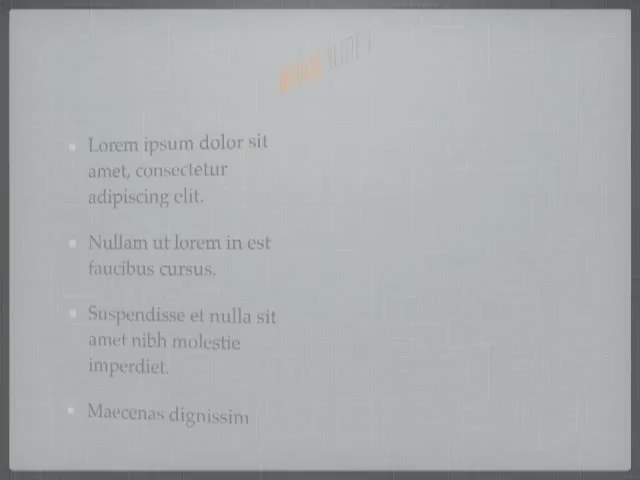 Lorem ipsum dolor sit
amet, consectetur
adipiscing elit.
Nullam ut lorem in est
faucibus cursus.
Suspendisse et nulla sit
amet nibh molestie
imperdiet.
Maecenas dignissim